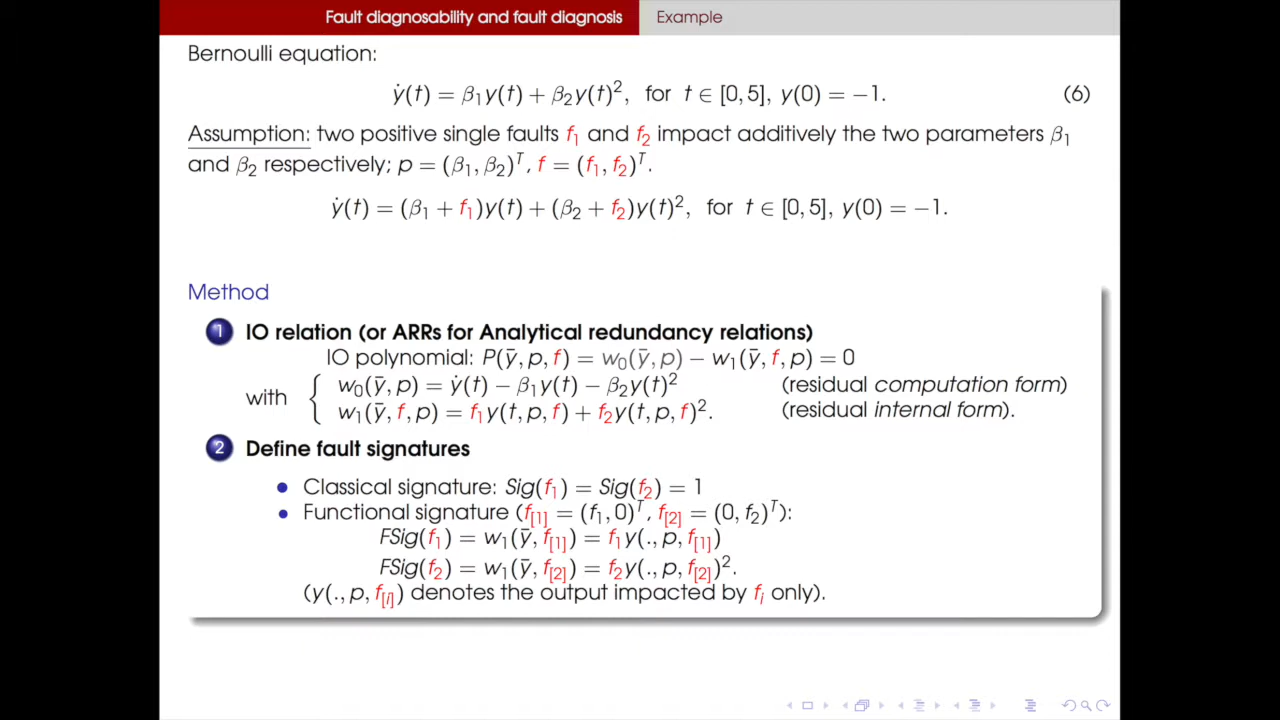 Fault diagnosability and fault diagnosis Example
Bernoulli equation:
ẏ(t) = β₁y(t) + β₂y(t)², for t ∈ [0, 5], y(0) = −1. (6)
Assumption: two positive single faults f₁ and f₂ impact additively the two parameters β₁
and β₂ respectively; p = (β₁, β₂)ᵀ, f = (f₁, f₂)ᵀ.
ẏ(t) = (β₁ + f₁)y(t) + (β₂ + f₂)y(t)², for t ∈ [0, 5], y(0) = −1.
Method
1 IO relation (or ARRs for Analytical redundancy relations)
IO polynomial: P(ȳ, p, f) = w₀(ȳ, p) − w₁(ȳ, f, p) = 0
with { w₀(ȳ, p) = ẏ(t) − β₁y(t) − β₂y(t)² (residual computation form)
w₁(ȳ, f, p) = f₁y(t, p, f) + f₂y(t, p, f)². (residual internal form).
2 Define fault signatures
• Classical signature: Sig(f₁) = Sig(f₂) = 1
• Functional signature (f[1] = (f₁, 0)ᵀ, f[2] = (0, f₂)ᵀ):
FSig(f₁) = w₁(ȳ, f[1]) = f₁y(., p, f[1])
FSig(f₂) = w₁(ȳ, f[2]) = f₂y(., p, f[2])².
(y(., p, f[i]) denotes the output impacted by fᵢ only).